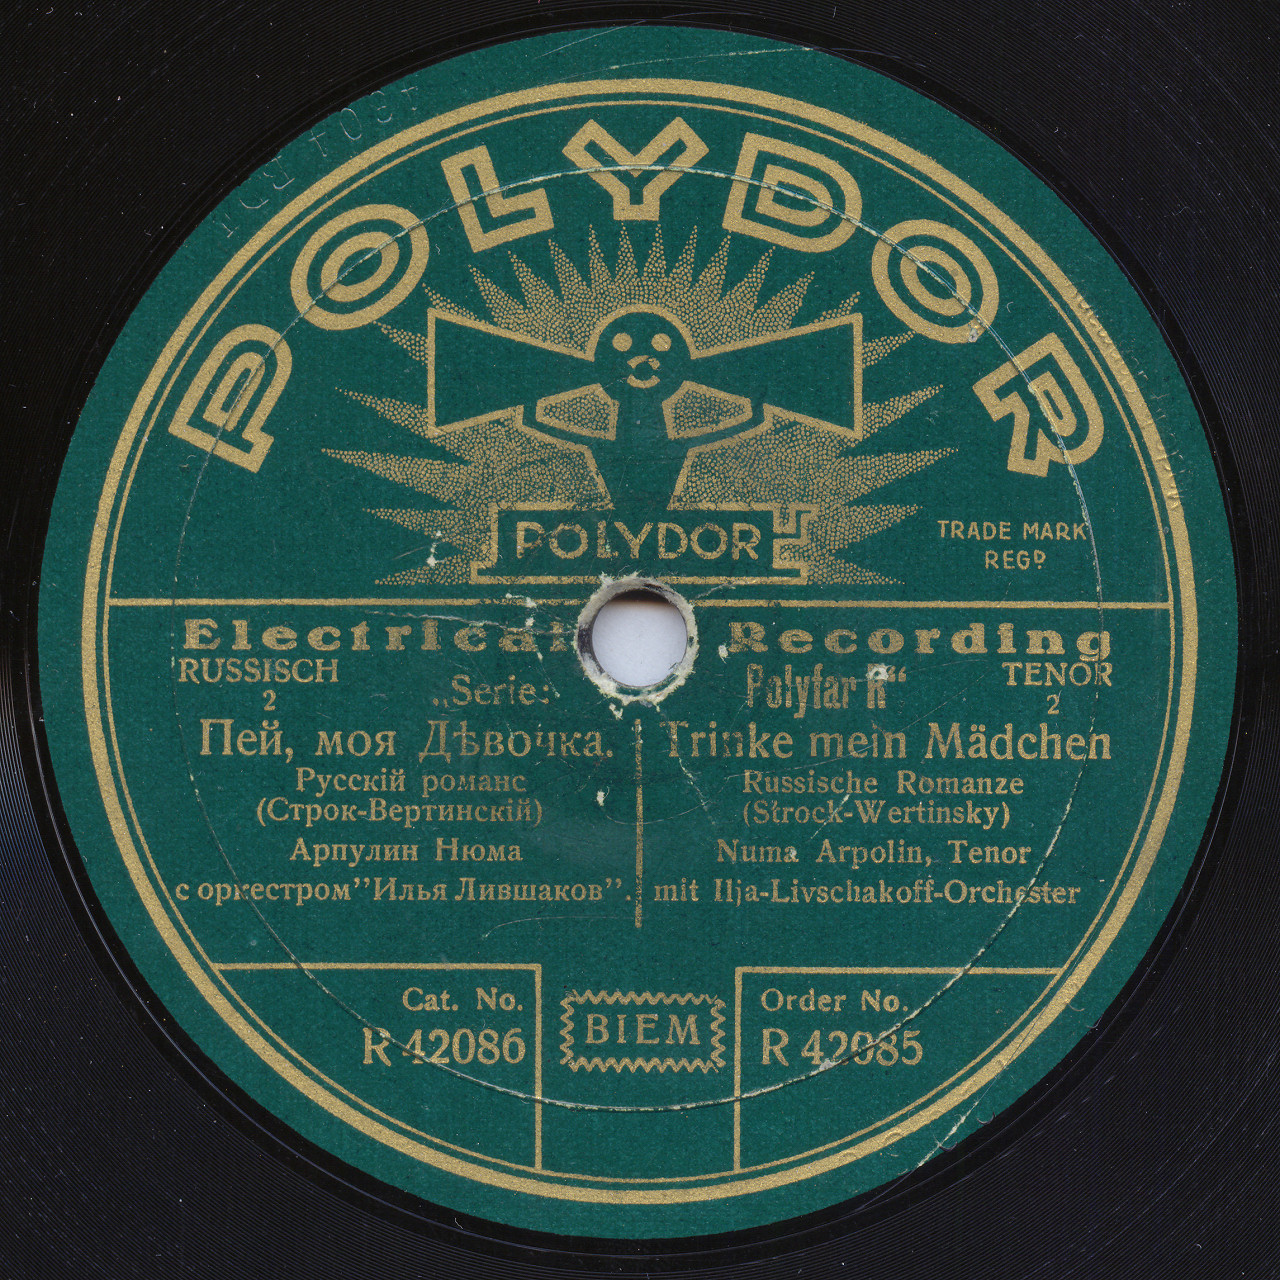 POLYDOR
POLYDOR
TRADE MARK
REGD
Electrical Recording
RUSSISCH
2
TENOR
2
„Serie: Polyfar R“
Пей, моя Дѣвочка.
Русскій романс
(Строк-Вертинскій)
Арпулин Нюма
с оркестром "Илья Лившаков".
Trinke mein Mädchen
Russische Romanze
(Strock-Wertinsky)
Numa Arpolin, Tenor
mit Ilja-Livschakoff-Orchester
Cat. No.
R 42086
BIEM
Order No.
R 42085